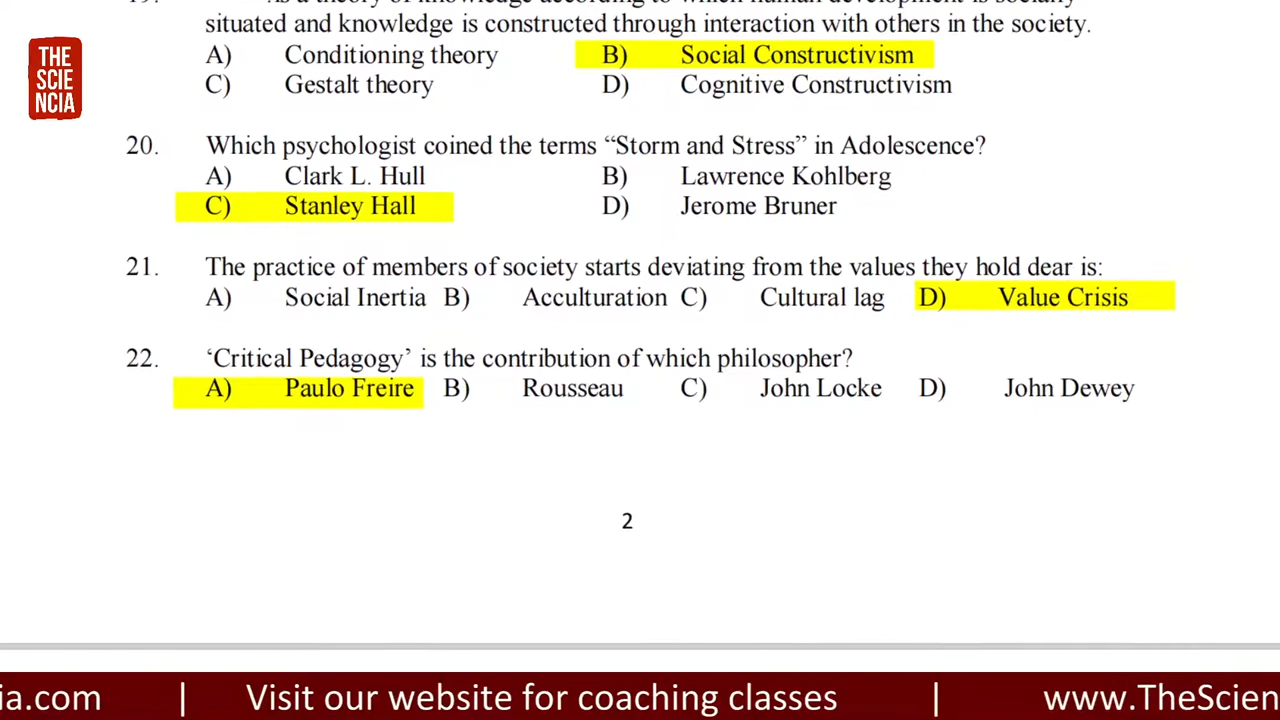 situated and knowledge is constructed through interaction with others in the society.
A) Conditioning theory B) Social Constructivism
C) Gestalt theory D) Cognitive Constructivism
20. Which psychologist coined the terms “Storm and Stress” in Adolescence?
A) Clark L. Hull B) Lawrence Kohlberg
C) Stanley Hall D) Jerome Bruner
21. The practice of members of society starts deviating from the values they hold dear is:
A) Social Inertia B) Acculturation C) Cultural lag D) Value Crisis
22. ‘Critical Pedagogy’ is the contribution of which philosopher?
A) Paulo Freire B) Rousseau C) John Locke D) John Dewey
2
THE
SCIE
NCIA
ia.com | Visit our website for coaching classes | www.TheScien